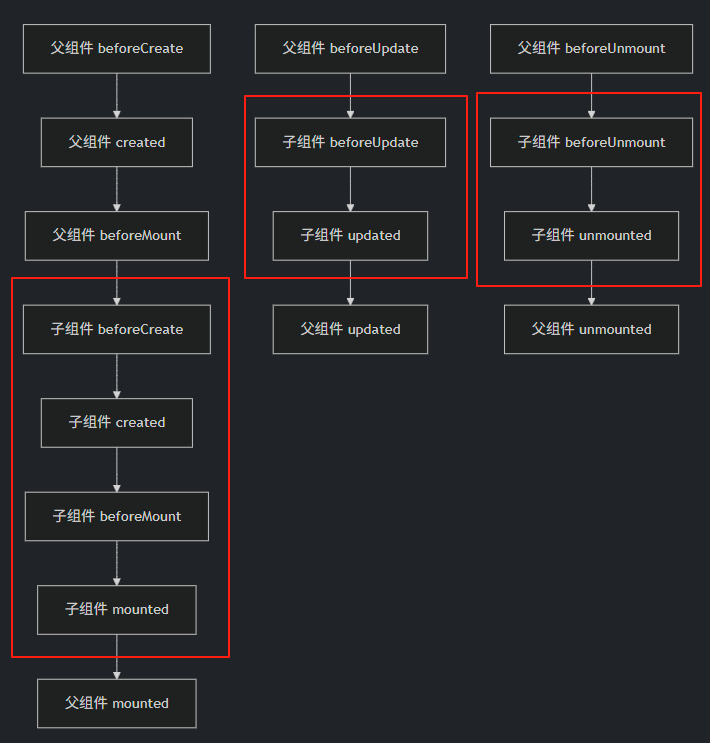 父组件 beforeCreate
父组件 created
父组件 beforeMount
子组件 beforeCreate
子组件 created
子组件 beforeMount
子组件 mounted
父组件 mounted
父组件 beforeUpdate
子组件 beforeUpdate
子组件 updated
父组件 updated
父组件 beforeUnmount
子组件 beforeUnmount
子组件 unmounted
父组件 unmounted